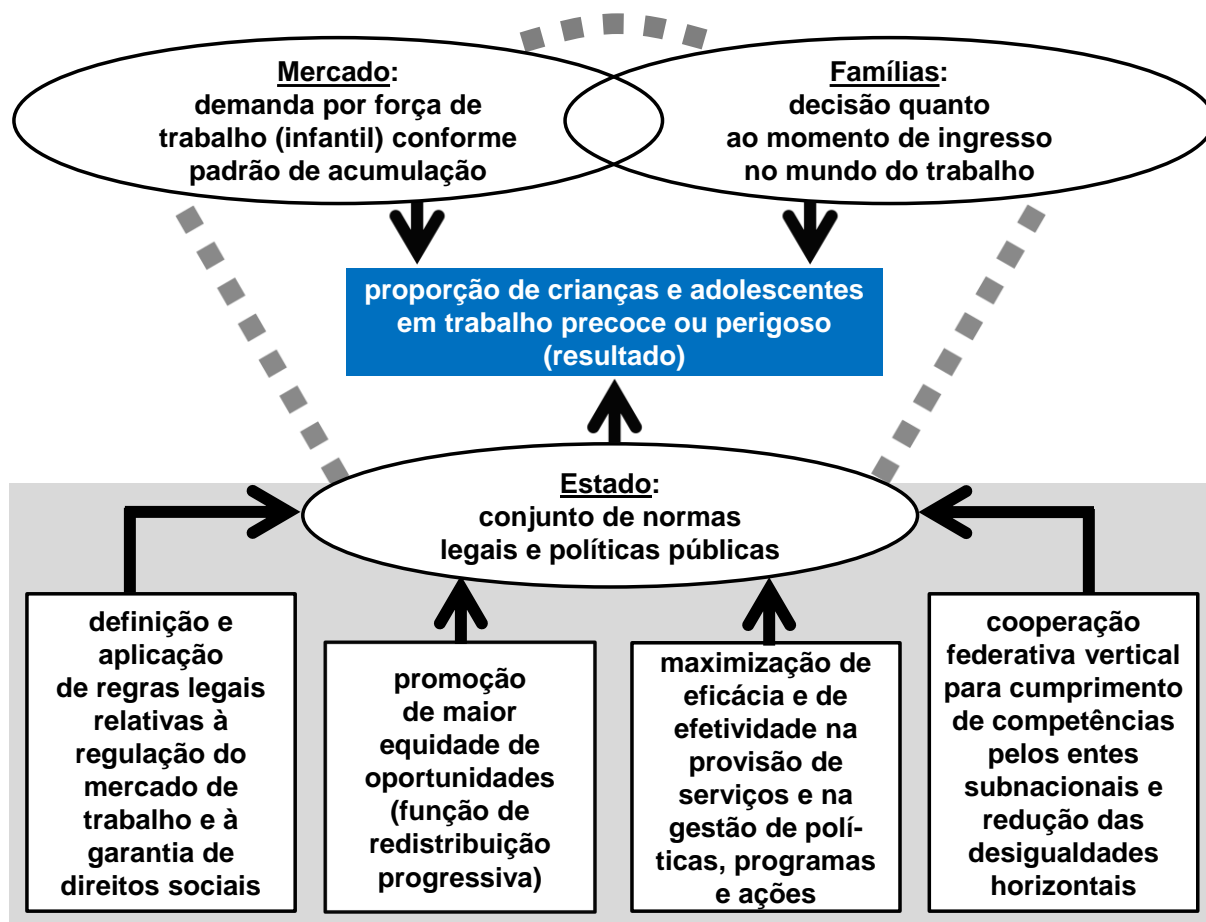 Mercado:
demanda por força de
trabalho (infantil) conforme
padrão de acumulação
Famílias:
decisão quanto
ao momento de ingresso
no mundo do trabalho
proporção de crianças e adolescentes
em trabalho precoce ou perigoso
(resultado)
Estado:
conjunto de normas
legais e políticas públicas
definição e
aplicação
de regras legais
relativas à
regulação do
mercado de
trabalho e à
garantia de
direitos sociais
promoção
de maior
equidade de
oportunidades
(função de
redistribuição
progressiva)
maximização de
eficácia e de
efetividade na
provisão de
serviços e na
gestão de polí-
ticas, programas
e ações
cooperação
federativa vertical
para cumprimento
de competências
pelos entes
subnacionais e
redução das
desigualdades
horizontais